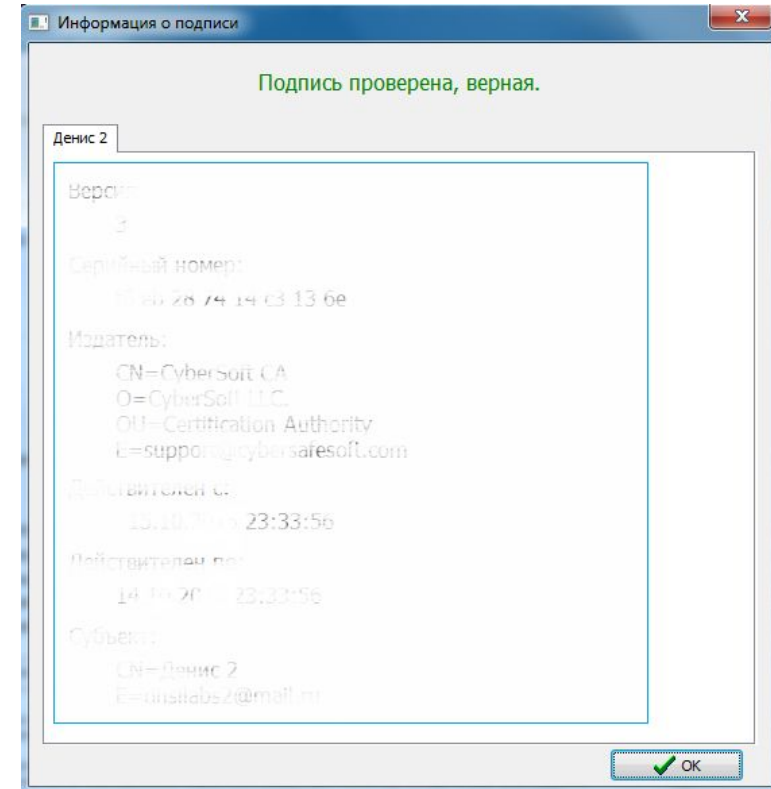 Информация о подписи
Подпись проверена, верная.
Денис 2
Версия:
3
Серийный номер:
28 74 14 c3 13 6e
Издатель:
CN=CyberSoft CA
O=CyberSoft LLC.
OU=Certification Authority
E=support@cybersafesoft.com
Действителен с:
23:33:56
Действителен по:
23:33:56
Субъект:
CN=Денис 2
OK